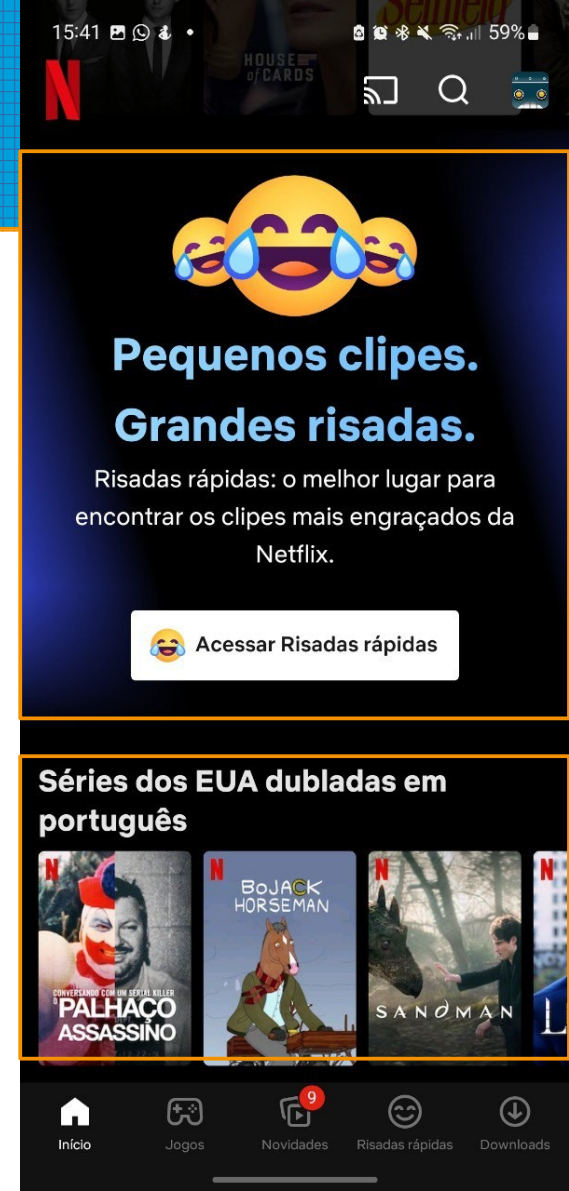 Seinfeld
15:41
59%
HOUSE
of CARDS
N
Pequenos clipes.
Grandes risadas.
Risadas rápidas: o melhor lugar para
encontrar os clipes mais engraçados da
Netflix.
Acessar Risadas rápidas
Séries dos EUA dubladas em
português
N N N N
BOJACK
HORSEMAN
CONVERSANDO COM UM SERIAL KILLER
O PALHAÇO
ASSASSINO
SANDMAN
L
9
Início Jogos Novidades Risadas rápidas Downloads